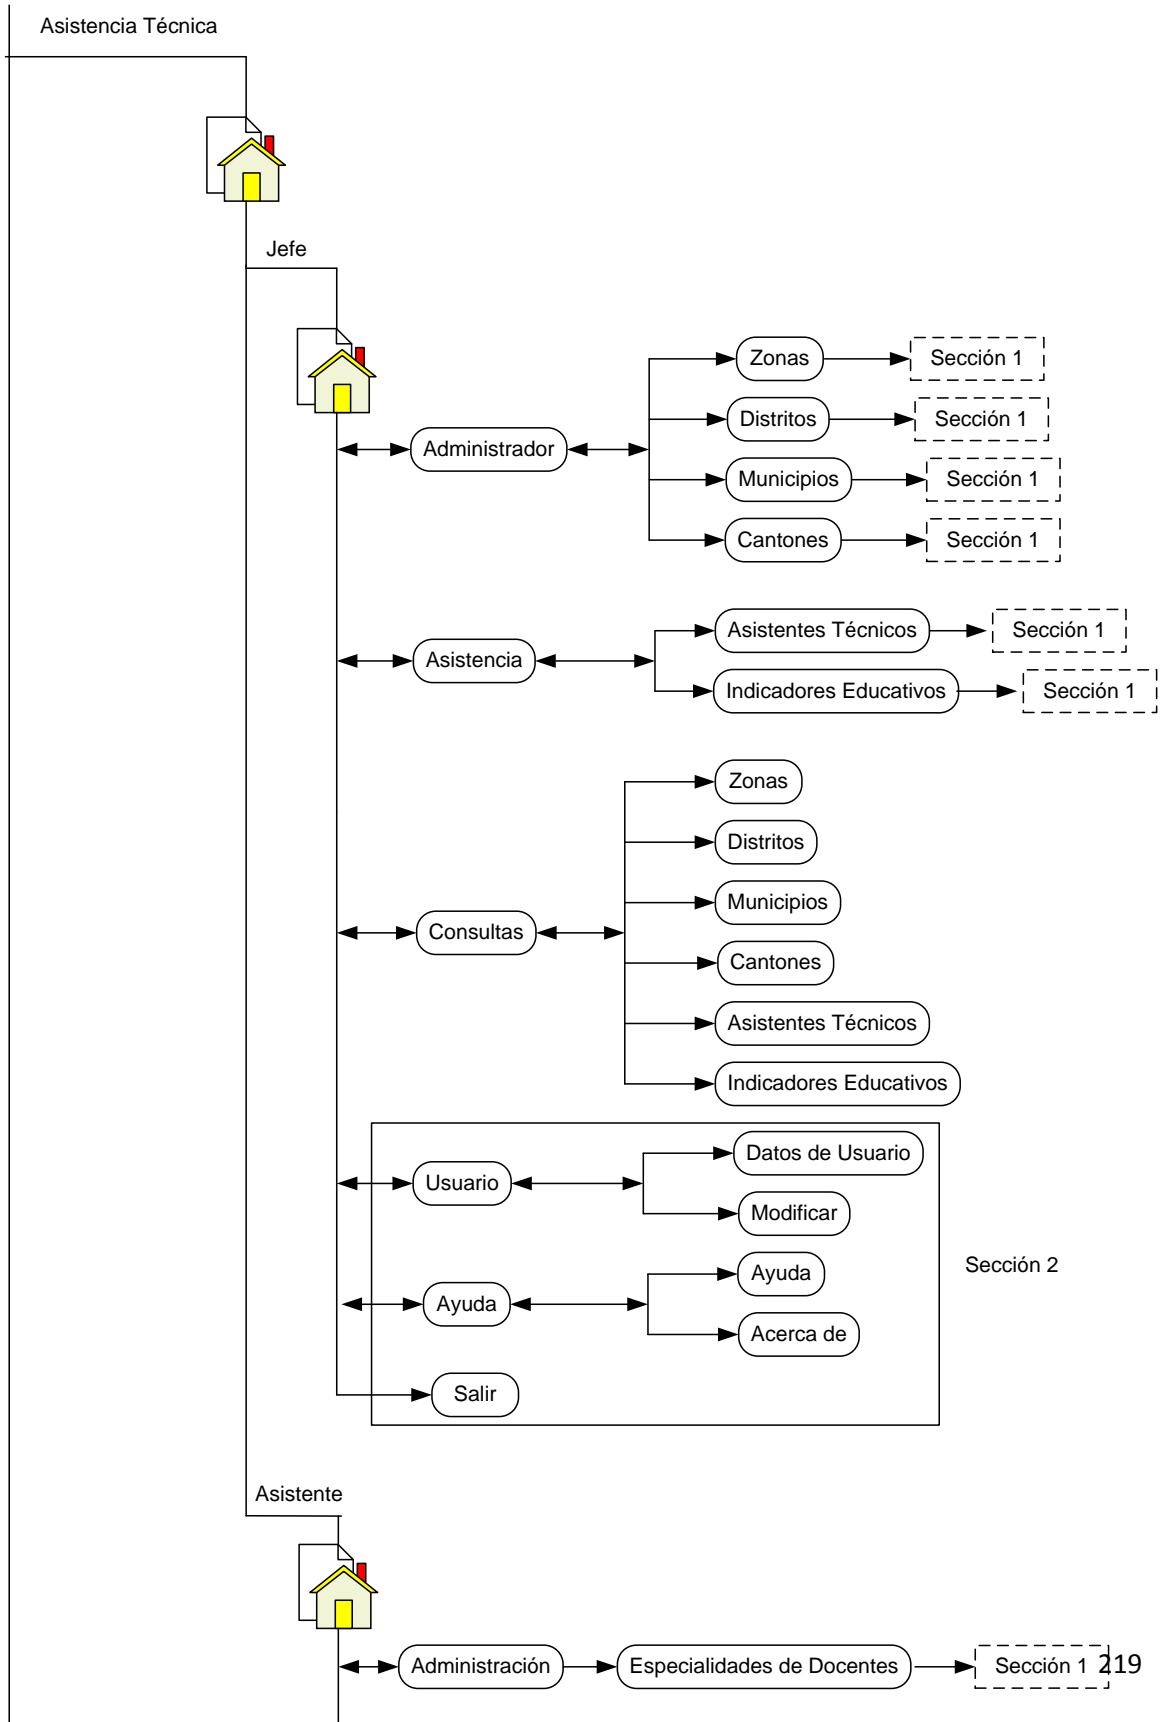 Asistencia Técnica
Jefe
Zonas
Sección 1
Distritos
Sección 1
Administrador
Municipios
Sección 1
Cantones
Sección 1
Asistentes Técnicos
Sección 1
Asistencia
Indicadores Educativos
Sección 1
Zonas
Distritos
Municipios
Consultas
Cantones
Asistentes Técnicos
Indicadores Educativos
Datos de Usuario
Usuario
Modificar
Sección 2
Ayuda
Ayuda
Acerca de
Salir
Asistente
Administración
Especialidades de Docentes
Sección 1
219